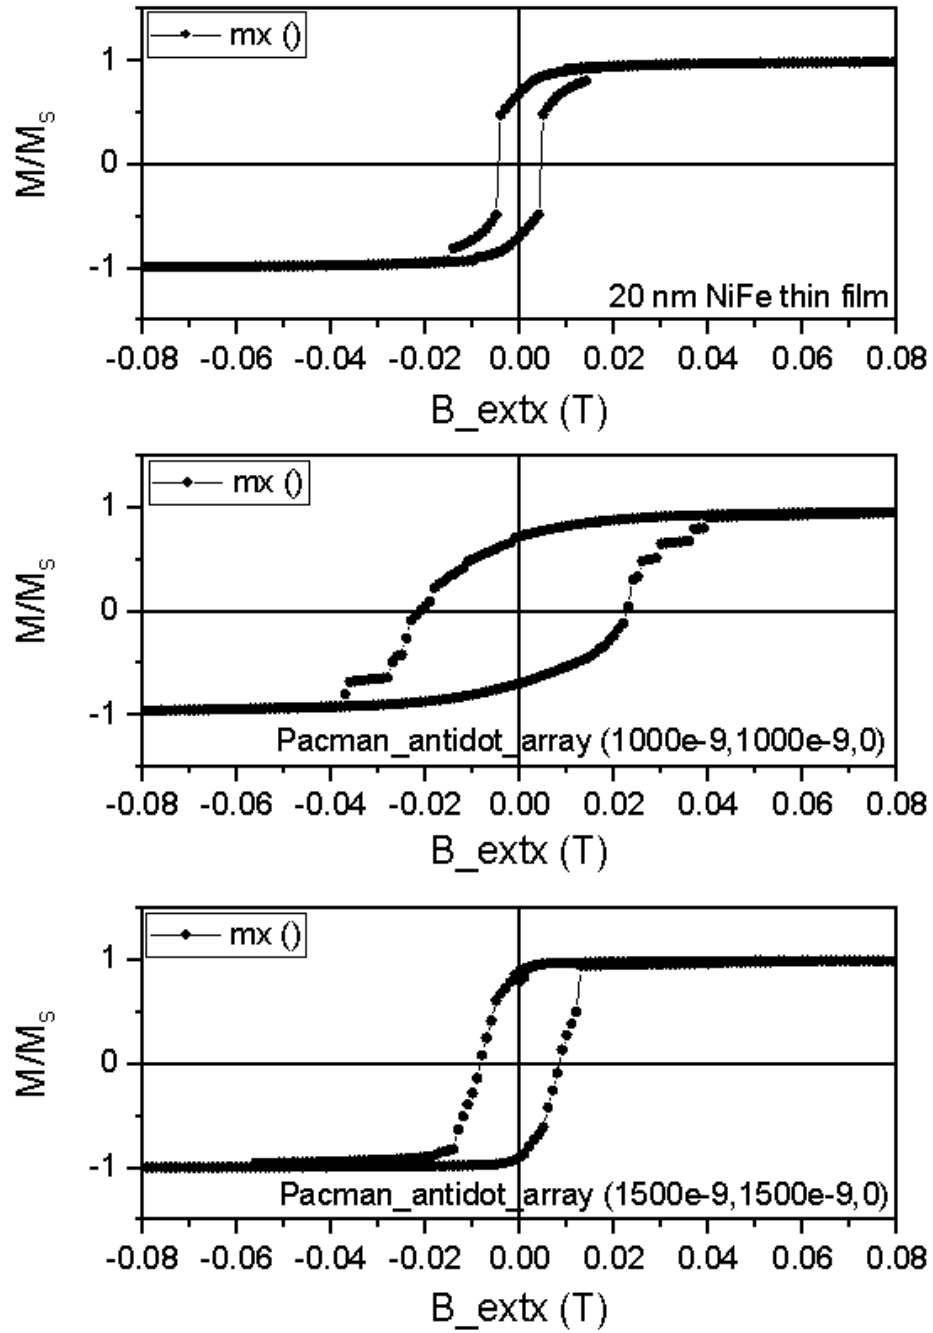 mx ()
1
0
-1
M/Ms
20 nm NiFe thin film
-0.08 -0.06 -0.04 -0.02 0.00 0.02 0.04 0.06 0.08
B_extx (T)
mx ()
1
0
-1
M/Ms
Pacman_antidot_array (1000e-9,1000e-9,0)
-0.08 -0.06 -0.04 -0.02 0.00 0.02 0.04 0.06 0.08
B_extx (T)
mx ()
1
0
-1
M/Ms
Pacman_antidot_array (1500e-9,1500e-9,0)
-0.08 -0.06 -0.04 -0.02 0.00 0.02 0.04 0.06 0.08
B_extx (T)